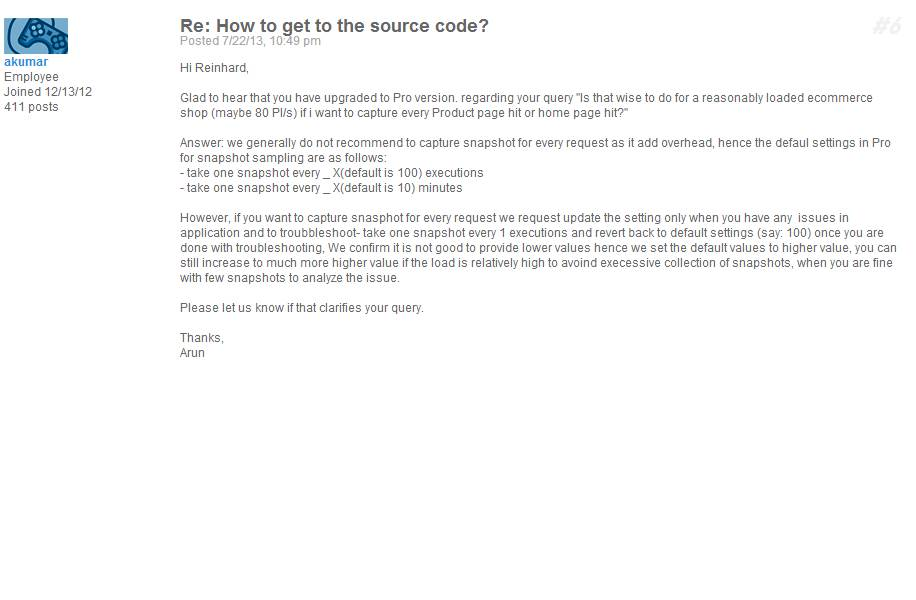 #6
Re: How to get to the source code?
Posted 7/22/13, 10:49 pm
akumar
Employee
Joined 12/13/12
411 posts
Hi Reinhard,
Glad to hear that you have upgraded to Pro version. regarding your query "Is that wise to do for a reasonably loaded ecommerce
shop (maybe 80 PI/s) if i want to capture every Product page hit or home page hit?"
Answer: we generally do not recommend to capture snapshot for every request as it add overhead, hence the defaul settings in Pro
for snapshot sampling are as follows:
- take one snapshot every _ X(default is 100) executions
- take one snapshot every _ X(default is 10) minutes
However, if you want to capture snasphot for every request we request update the setting only when you have any  issues in
application and to troubbleshoot- take one snapshot every 1 executions and revert back to default settings (say: 100) once you are
done with troubleshooting, We confirm it is not good to provide lower values hence we set the default values to higher value, you can
still increase to much more higher value if the load is relatively high to avoind execessive collection of snapshots, when you are fine
with few snapshots to analyze the issue.
Please let us know if that clarifies your query.
Thanks,
Arun